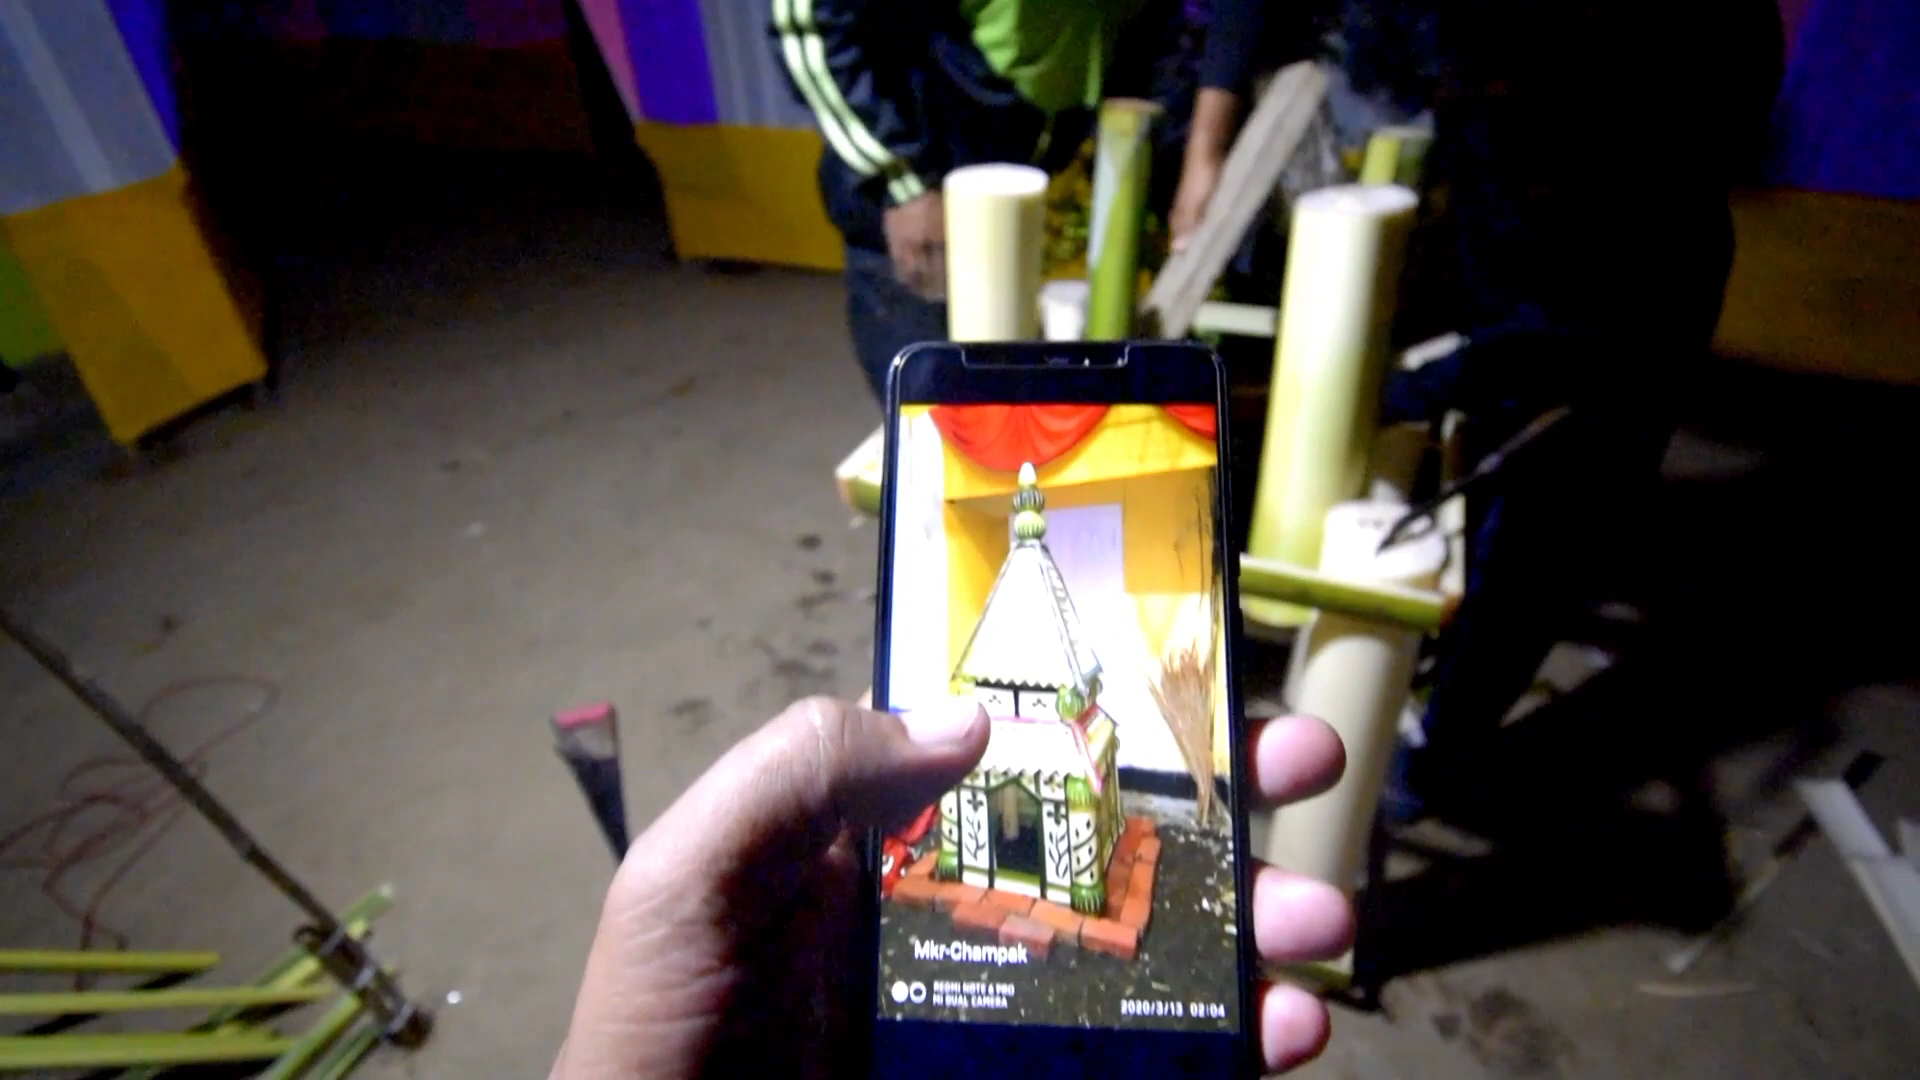 Mkr-Champak
REDMI NOTE 6 PRO
MI DUAL CAMERA
2020/3/13 02:04